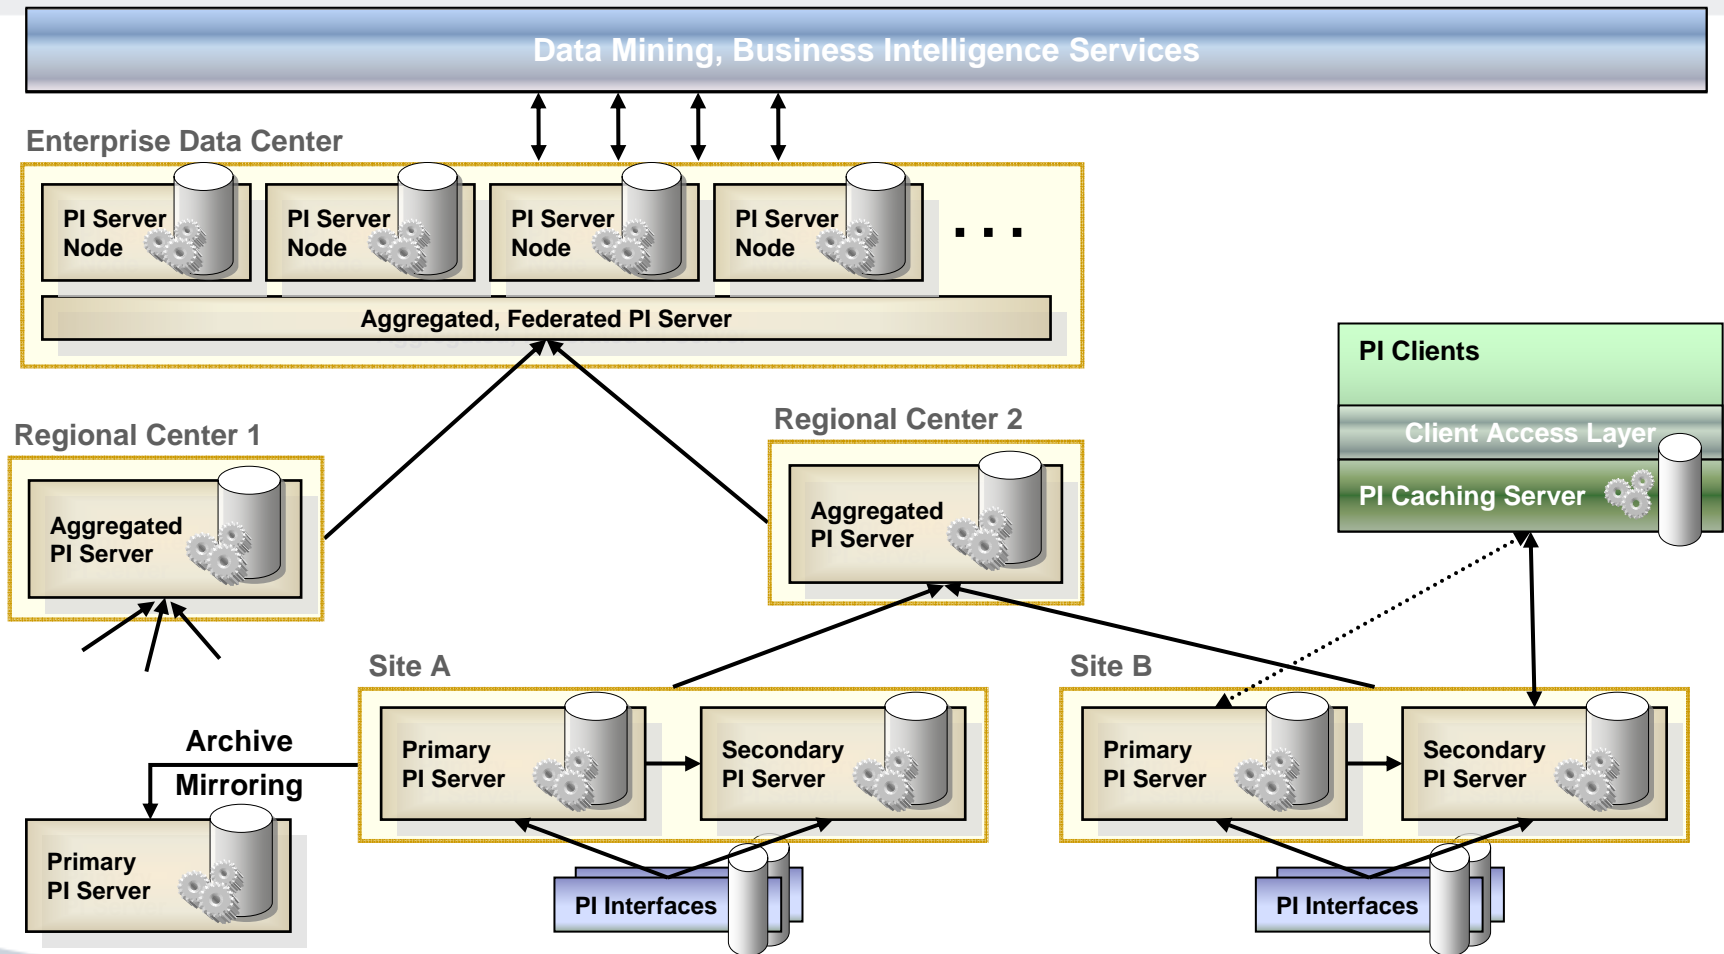 Data Mining, Business Intelligence Services
Enterprise Data Center
PI Server
Node
PI Server
Node
PI Server
Node
PI Server
Node
...
Aggregated, Federated PI Server
PI Clients
Client Access Layer
PI Caching Server
Regional Center 1
Aggregated
PI Server
Regional Center 2
Aggregated
PI Server
Site A
Primary
PI Server
Secondary
PI Server
Site B
Primary
PI Server
Secondary
PI Server
Archive
Mirroring
Primary
PI Server
PI Interfaces
PI Interfaces